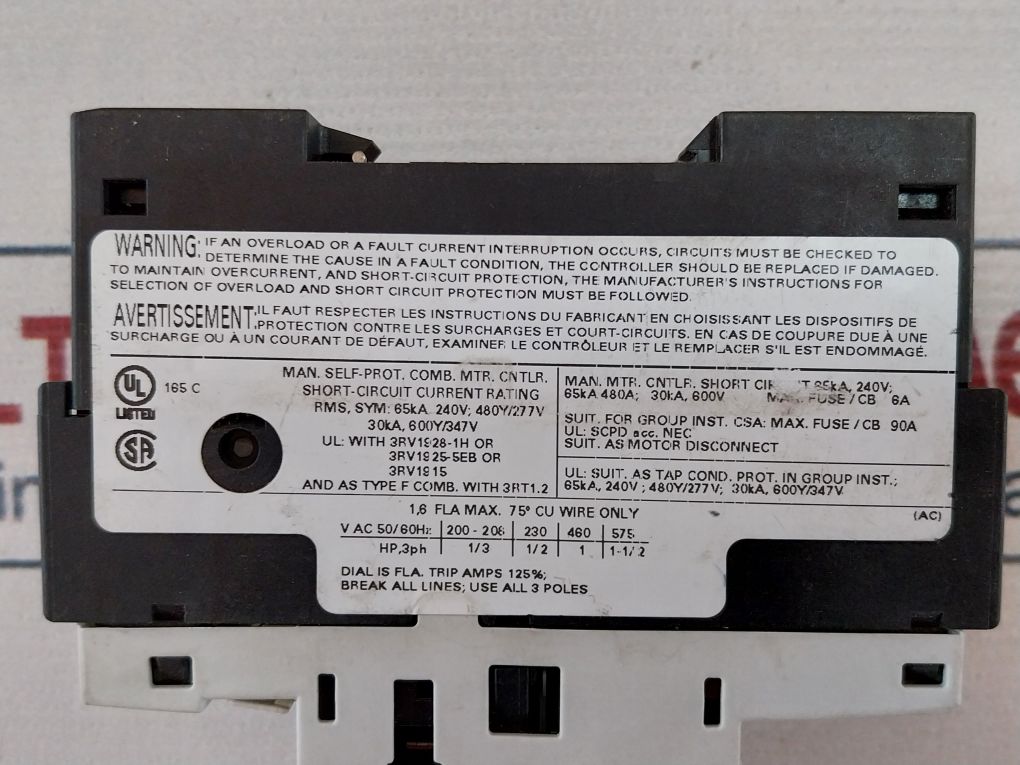 WARNING: IF AN OVERLOAD OR A FAULT CURRENT INTERRUPTION OCCURS, CIRCUITS MUST BE CHECKED TO
DETERMINE THE CAUSE IN A FAULT CONDITION, THE CONTROLLER SHOULD BE REPLACED IF DAMAGED.
TO MAINTAIN OVERCURRENT, AND SHORT-CIRCUIT PROTECTION, THE MANUFACTURER'S INSTRUCTIONS FOR
SELECTION OF OVERLOAD AND SHORT CIRCUIT PROTECTION MUST BE FOLLOWED.
AVERTISSEMENT: IL FAUT RESPECTER LES INSTRUCTIONS DU FABRICANT EN CHOISISSANT LES DISPOSITIFS DE
PROTECTION CONTRE LES SURCHARGES ET COURT-CIRCUITS. EN CAS DE COUPURE DUE À UNE
SURCHARGE OU À UN COURANT DE DÉFAUT, EXAMINER LE CONTRÔLEUR ET LE REMPLACER S'IL EST ENDOMMAGÉ.
UL
LISTED
165 C
SA
MAN. SELF-PROT. COMB. MTR. CNTLR.
SHORT-CIRCUIT CURRENT RATING
RMS, SYM: 65kA 240V; 480Y/277V
30kA, 600Y/347V
UL: WITH 3RV1928-1H OR
3RV1925-5EB OR
3RV1915
AND AS TYPE F COMB. WITH 3RT1.2
MAN. MTR. CNTLR. SHORT 65kA, 240V;
65kA 480A; 30kA, 600V MAX. FUSE / CB 6A
SUIT. FOR GROUP INST. CSA: MAX. FUSE / CB 90A
UL: SCPD acc. NEC
SUIT. AS MOTOR DISCONNECT
UL: SUIT. AS TAP COND. PROT. IN GROUP INST.;
65kA, 240V ; 480Y/277V; 30kA, 600Y/347V
(AC)
1,6 FLA MAX. 75° CU WIRE ONLY
V AC 50/60Hz 200 - 208 230 460 575
HP,3ph 1/3 1/2 1 1-1/2
DIAL IS FLA. TRIP AMPS 125%;
BREAK ALL LINES; USE ALL 3 POLES